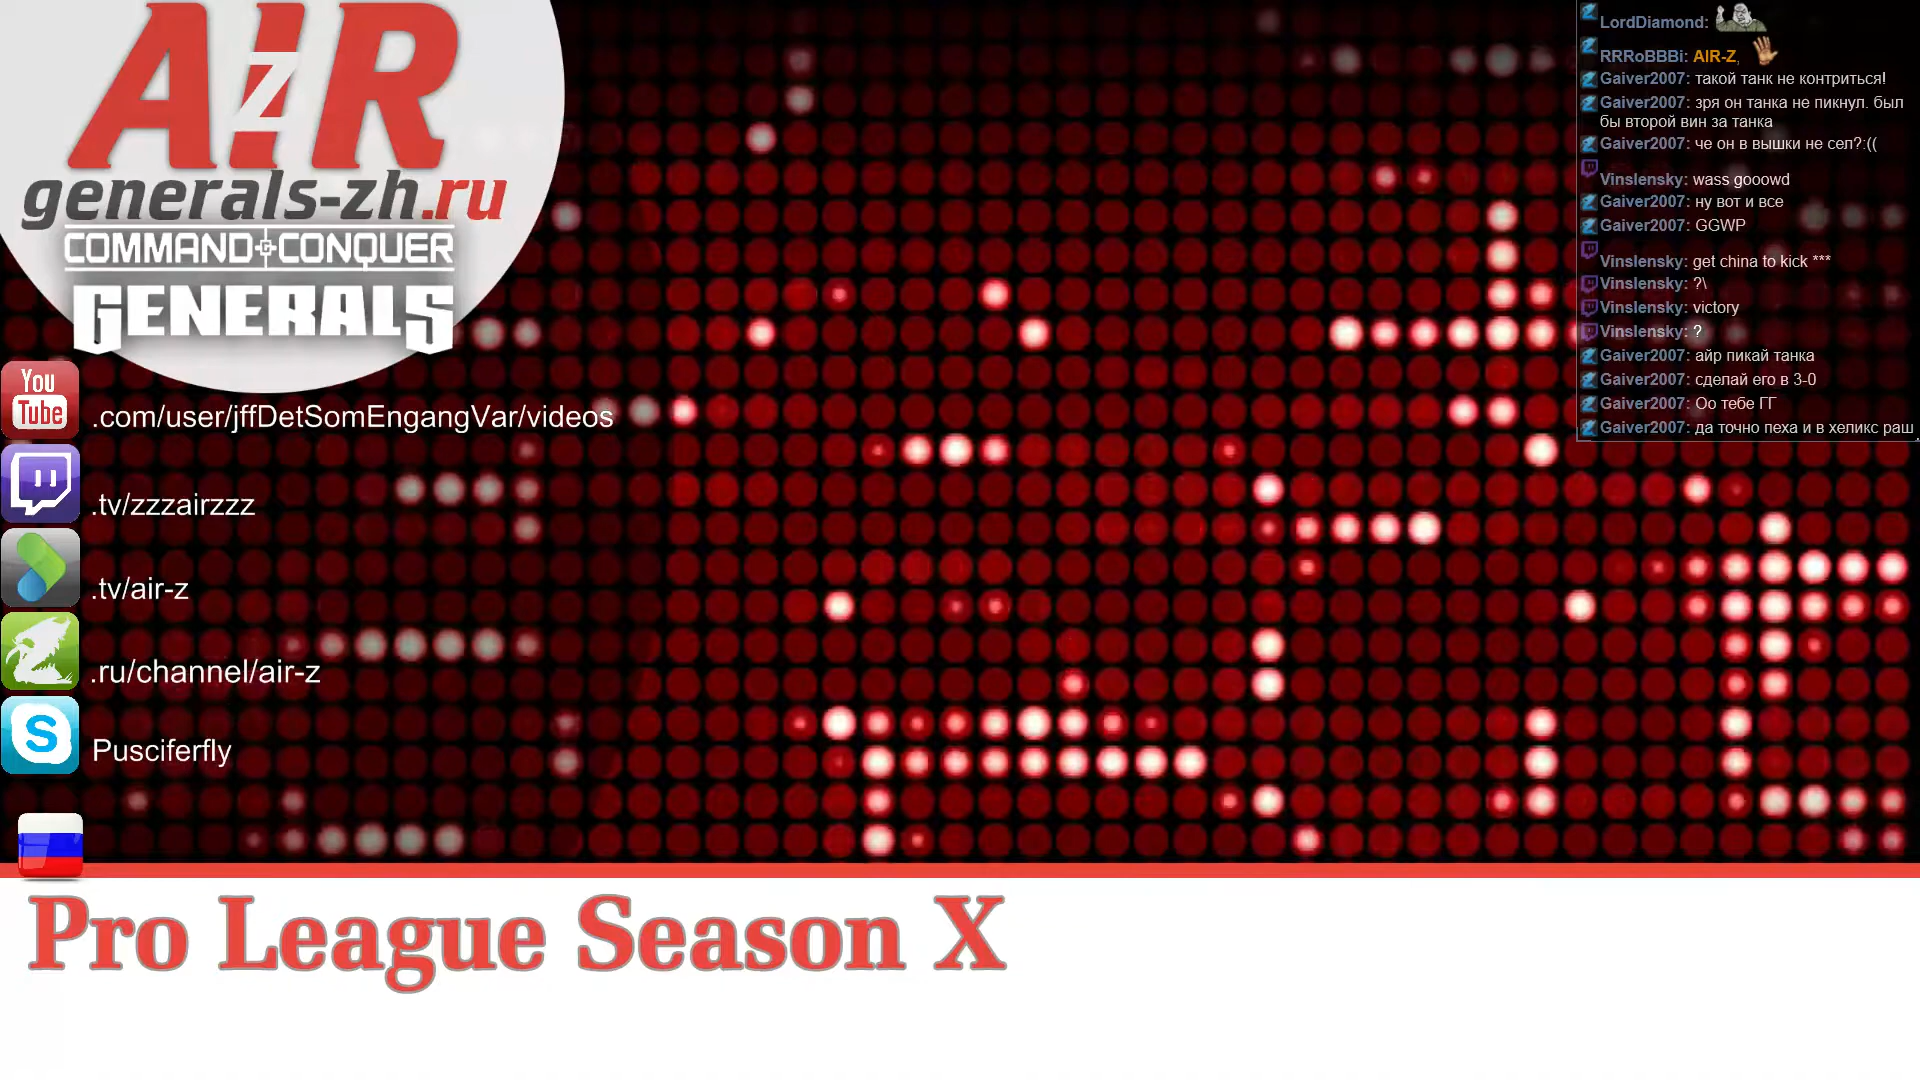 AIzR
generals-zh.ru
COMMAND CONQUER
GENERALS
You
Tube
.com/user/jffDetSomEngangVar/videos
.tv/zzzairzzz
.tv/air-z
.ru/channel/air-z
Pusciferfly
Pro League Season X
LordDiamond:
RRRoBBBi: AIR-Z,
Gaiver2007: такой танк не контриться!
Gaiver2007: зря он танка не пикнул. был
бы второй вин за танка
Gaiver2007: че он в вышки не сел?:((
Vinslensky: wass gooowd
Gaiver2007: ну вот и все
Gaiver2007: GGWP
Vinslensky: get china to kick ***
Vinslensky: ?\
Vinslensky: victory
Vinslensky: ?
Gaiver2007: айр пикай танка
Gaiver2007: сделай его в 3-0
Gaiver2007: Оо тебе ГГ
Gaiver2007: да точно пеха и в хеликс раш